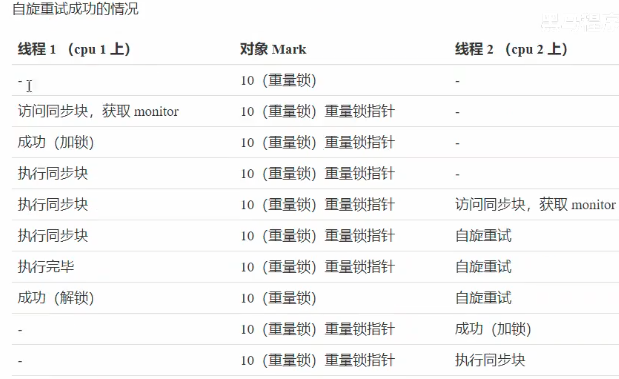 自旋重试成功的情况
线程 1 （cpu 1 上） 对象 Mark 线程 2 （cpu 2 上）
- 10（重量锁） -
访问同步块，获取 monitor 10（重量锁）重量锁指针 -
成功（加锁） 10（重量锁）重量锁指针 -
执行同步块 10（重量锁）重量锁指针 -
执行同步块 10（重量锁）重量锁指针 访问同步块，获取 monitor
执行同步块 10（重量锁）重量锁指针 自旋重试
执行完毕 10（重量锁）重量锁指针 自旋重试
成功（解锁） 10（重量锁） 自旋重试
- 10（重量锁）重量锁指针 成功（加锁）
- 10（重量锁）重量锁指针 执行同步块